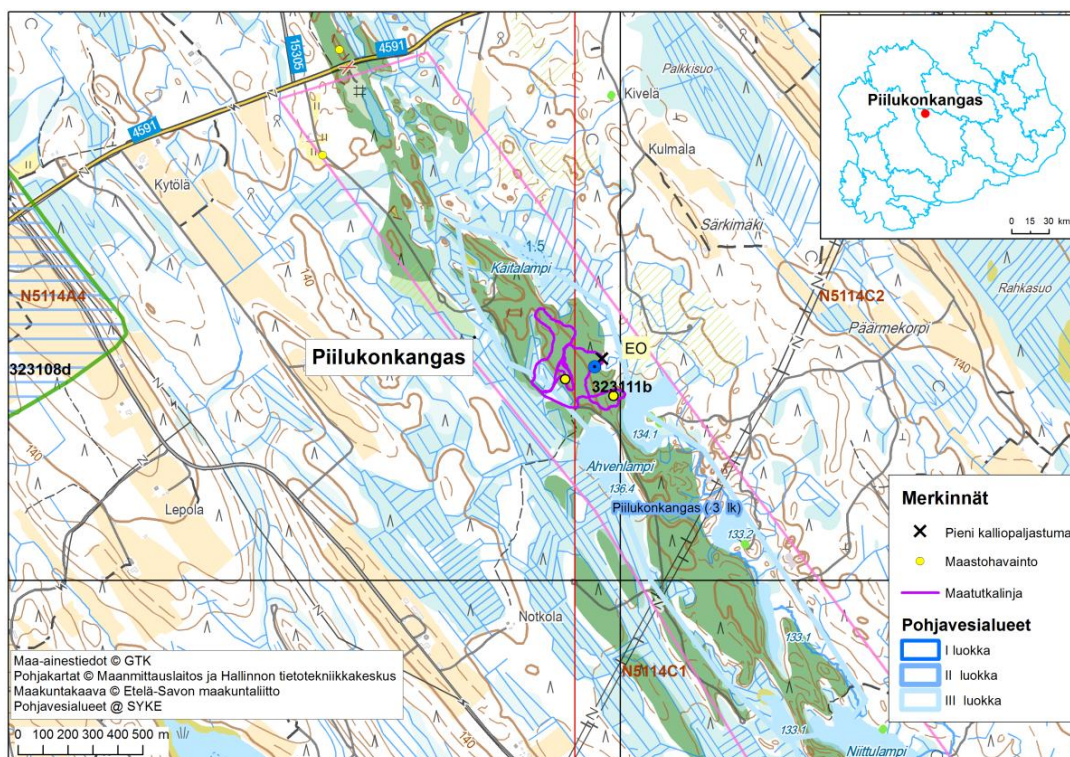 4591
15305
Palkkisuo
Kivelä
Piilukonkangas
0 15 30 km
4591
Kytölä
Kulmala
Särkimäki
140
1.5
Käitalampi
N5114A4
N5114C2
Rahkasuo
Päärmekorpi
Piilukonkangas
EO
323108d
323111b
140
134.1
140
Ahvenlampi
136.4
Lepola
Piilukonkangas ( 3 lk)
133.2
Merkinnät
Pieni kalliopaljastuma
Maastohavainto
Maatutkalinja
Pohjavesialueet
I luokka
II luokka
III luokka
Notkola
133.1
N5114C1
Maa-ainestiedot © GTK
Pohjakartat © Maanmittauslaitos ja Hallinnon tietotekniikkakeskus
Maakuntakaava © Etelä-Savon maakuntaliitto
Pohjavesialueet @ SYKE
133.1
Niittulampi
140
0 100 200 300 400 500 m